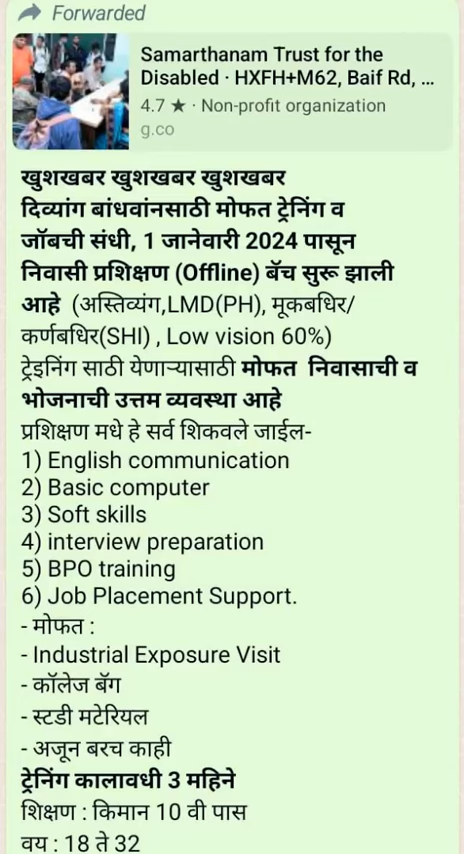 Forwarded
Samarthanam Trust for the
Disabled · HXFH+M62, Baif Rd, ...
4.7 ★ · Non-profit organization
g.co
खुशखबर खुशखबर खुशखबर
दिव्यांग बांधवांनसाठी मोफत ट्रेनिंग व
जॉबची संधी, 1 जानेवारी 2024 पासून
निवासी प्रशिक्षण (Offline) बॅच सुरू झाली
आहे (अस्तिव्यंग,LMD(PH), मूकबधिर/
कर्णबधिर(SHI) , Low vision 60%)
ट्रेइनिंग साठी येणाऱ्यासाठी मोफत निवासाची व
भोजनाची उत्तम व्यवस्था आहे
प्रशिक्षण मधे हे सर्व शिकवले जाईल-
1) English communication
2) Basic computer
3) Soft skills
4) interview preparation
5) BPO training
6) Job Placement Support.
- मोफत :
- Industrial Exposure Visit
- कॉलेज बॅग
- स्टडी मटेरियल
- अजून बरच काही
ट्रेनिंग कालावधी 3 महिने
शिक्षण : किमान 10 वी पास
वय : 18 ते 32